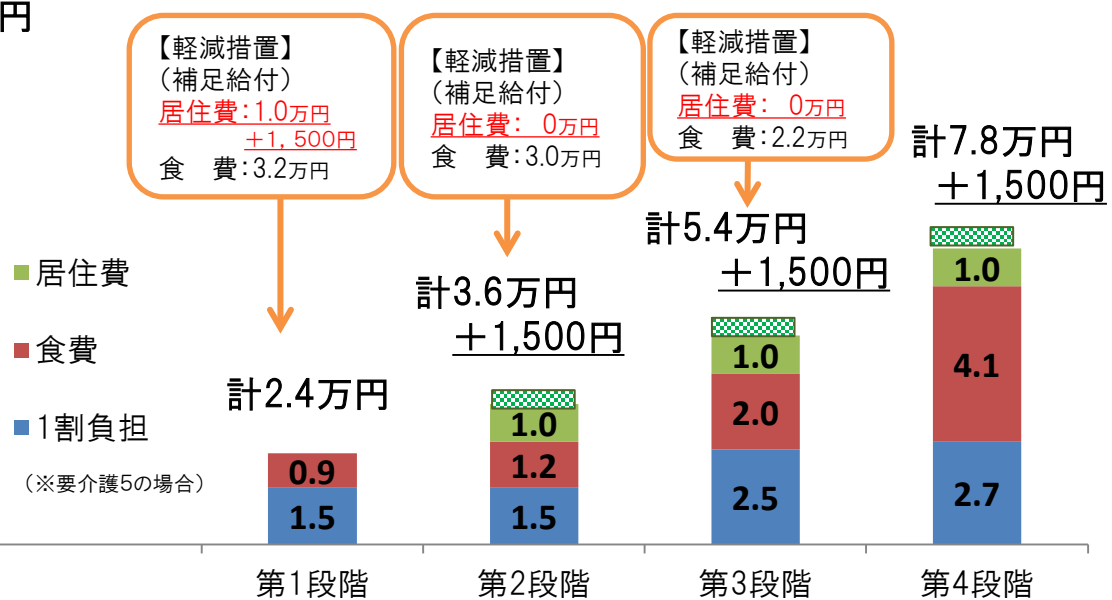 円
【軽減措置】
（補足給付）
居住費：1.0万円
＋1，500円
食　費：3.2万円
【軽減措置】
（補足給付）
居住費：　0万円
食　費：3.0万円
【軽減措置】
（補足給付）
居住費：　0万円
食　費：2.2万円
計7.8万円
＋1,500円
計5.4万円
＋1,500円
計3.6万円
＋1,500円
計2.4万円
居住費
食費
1割負担
（※要介護5の場合）
0.9
1.5
1.0
1.2
1.5
1.0
2.0
2.5
1.0
4.1
2.7
第1段階
第2段階
第3段階
第4段階